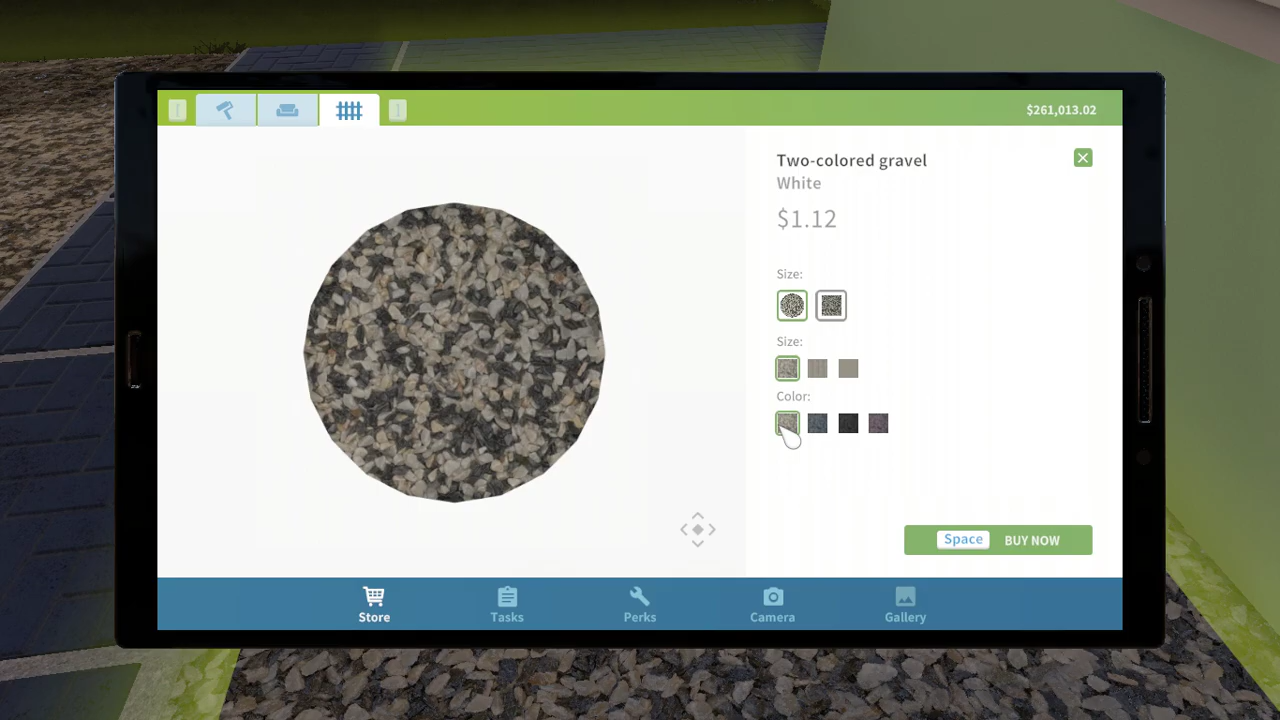 $261,013.02
Two-colored gravel
White
$1.12
Size:
Size:
Color:
Space BUY NOW
Store Tasks Perks Camera Gallery